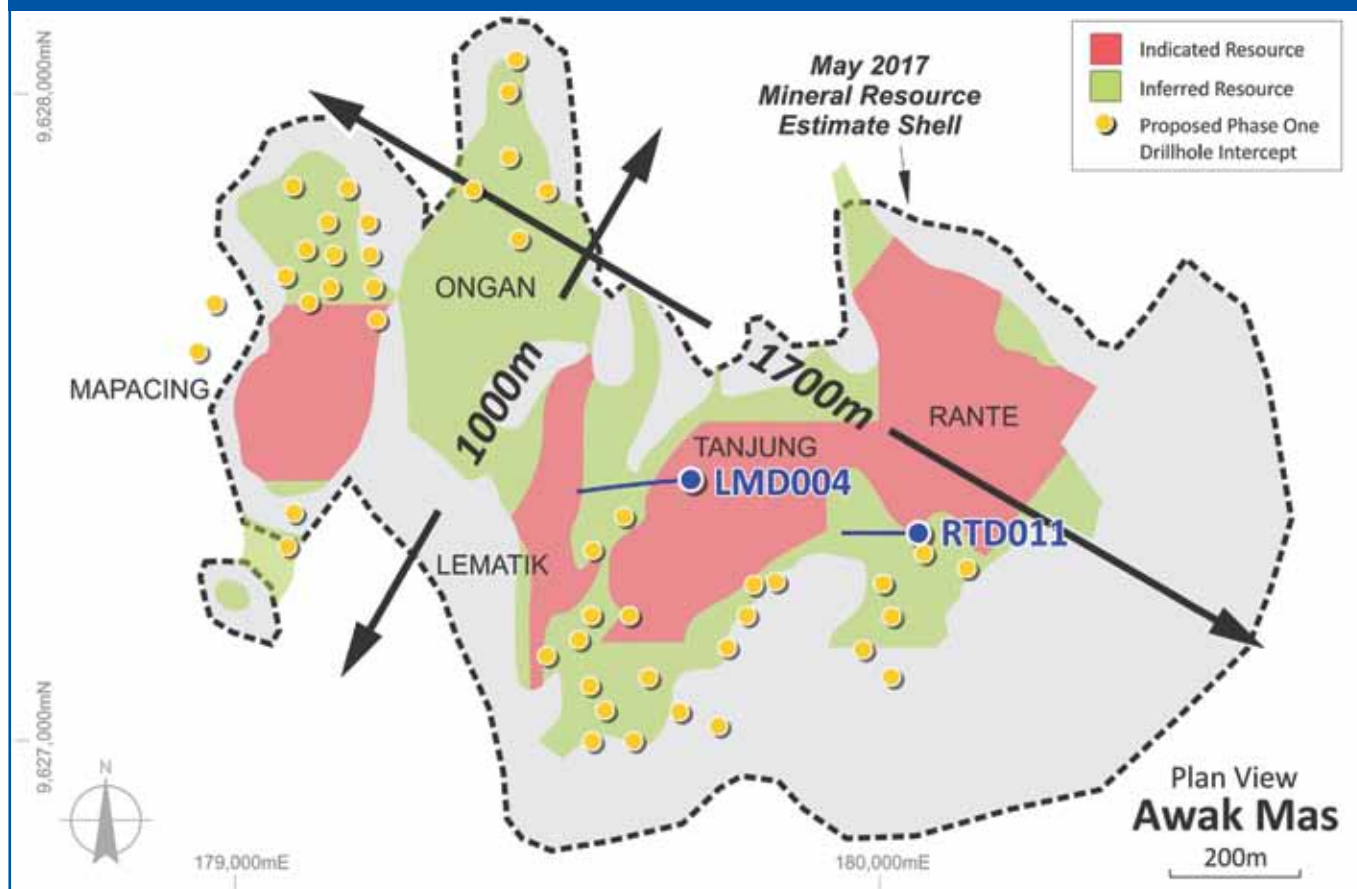 Indicated Resource
Inferred Resource
Proposed Phase One
Drillhole Intercept
May 2017
Mineral Resource
Estimate Shell
9,628,000mN
ONGAN
MAPACING
1000m
1700m
RANTE
TANJUNG
LMD004
RTD011
LEMATIK
9,627,000mN
N
Plan View
Awak Mas
200m
179,000mE
180,000mE